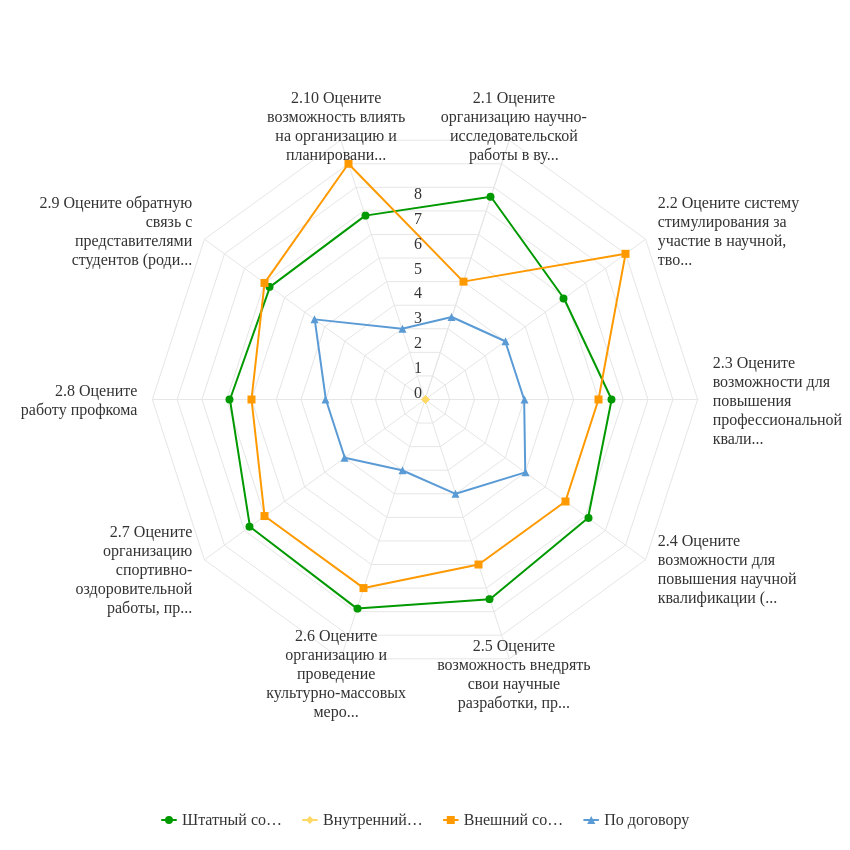 2.10 Оцените
возможность влиять
на организацию и
планировани...
2.1 Оцените
организацию научно-
исследовательской
работы в ву...
2.9 Оцените обратную
связь с
представителями
студентов (роди...
2.2 Оцените систему
стимулирования за
участие в научной,
тво...
8
7
6
5
4
3
2
1
0
2.8 Оцените
работу профкома
2.3 Оцените
возможности для
повышения
профессиональной
квали...
2.7 Оцените
организацию
спортивно-
оздоровительной
работы, пр...
2.4 Оцените
возможности для
повышения научной
квалификации (...
2.6 Оцените
организацию и
проведение
культурно-массовых
меро...
2.5 Оцените
возможность внедрять
свои научные
разработки, пр...
Штатный со… Внутренний… Внешний со… По договору